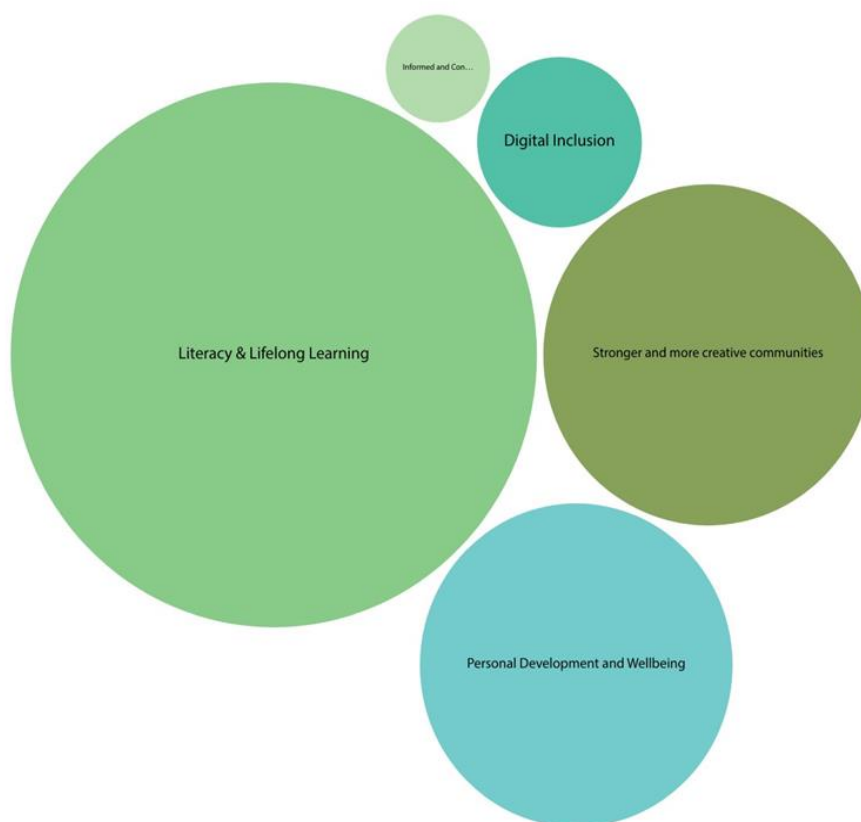 Informed and Con...
Digital Inclusion
Literacy & Lifelong Learning
Stronger and more creative communities
Personal Development and Wellbeing